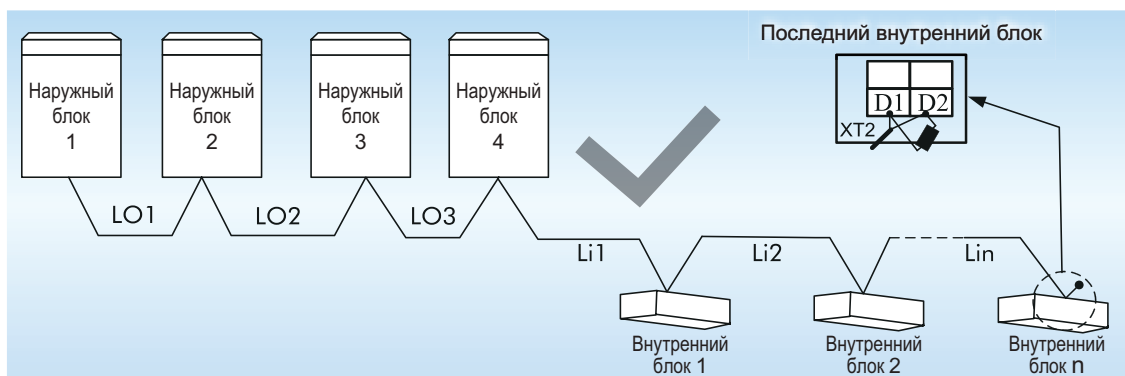 Последний внутренний блок
Наружный
блок
1
Наружный
блок
2
Наружный
блок
3
Наружный
блок
4
D1 D2
XT2
LO1
LO2
LO3
Li1
Li2
Lin
Внутренний
блок 1
Внутренний
блок 2
Внутренний
блок n